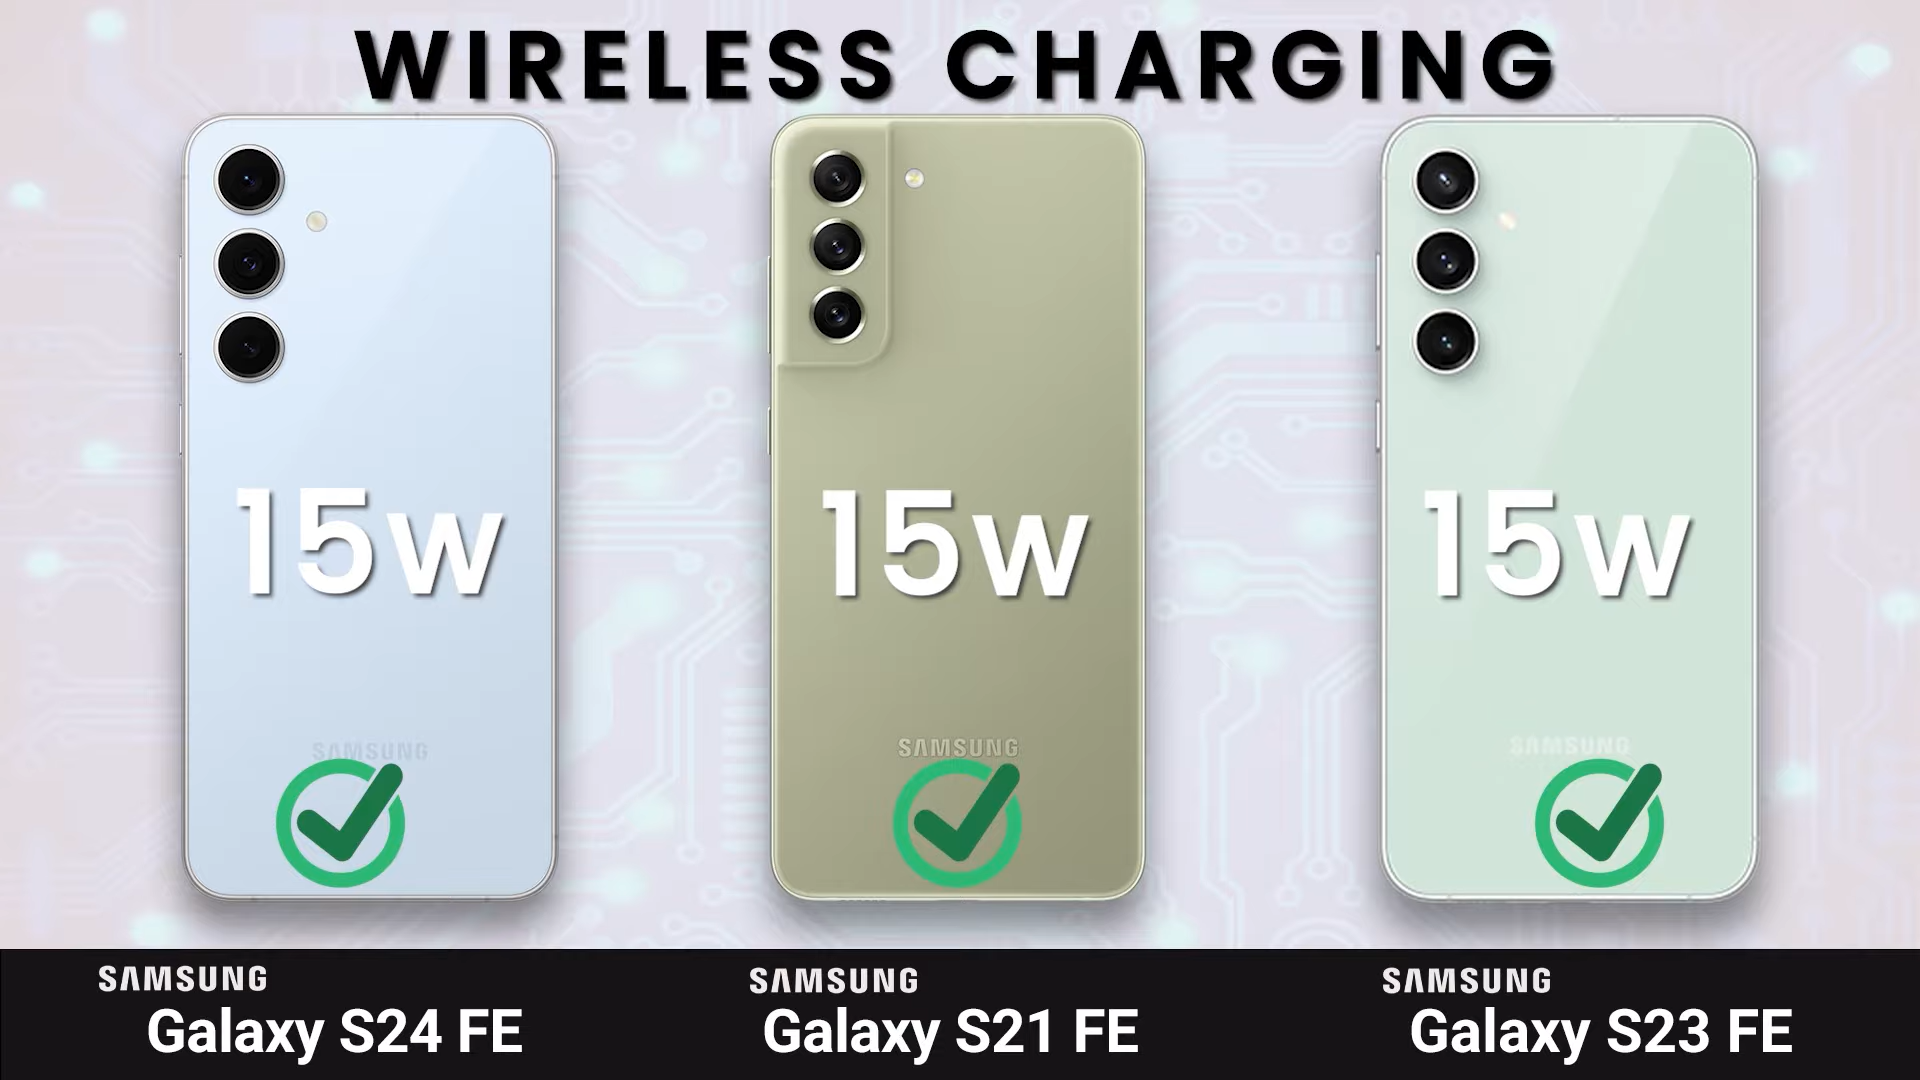 WIRELESS CHARGING
15w
15w
15w
SAMSUNG
SAMSUNG
SAMSUNG
SAMSUNG
Galaxy S24 FE
SAMSUNG
Galaxy S21 FE
SAMSUNG
Galaxy S23 FE